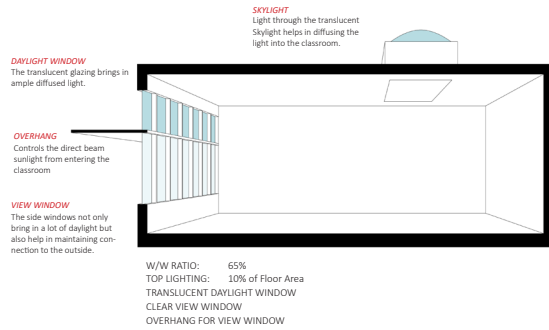 SKYLIGHT
Light through the translucent
Skylight helps in diffusing the
light into the classroom.
DAYLIGHT WINDOW
The translucent glazing brings in
ample diffused light.
OVERHANG
Controls the direct beam
sunlight from entering the
classroom
VIEW WINDOW
The side windows not only
bring in a lot of daylight but
also help in maintaining con-
nection to the outside.
W/W RATIO: 65%
TOP LIGHTING: 10% of Floor Area
TRANSLUCENT DAYLIGHT WINDOW
CLEAR VIEW WINDOW
OVERHANG FOR VIEW WINDOW